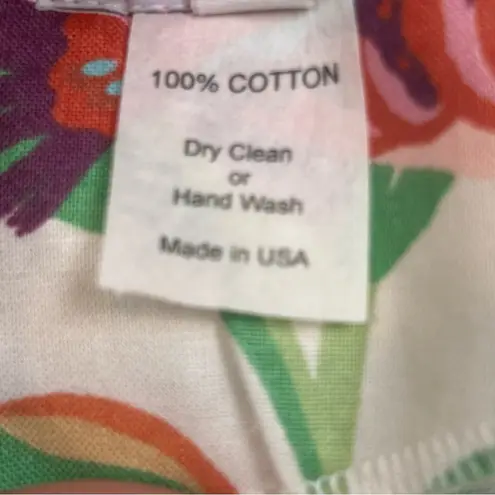 100% COTTON
Dry Clean
or
Hand Wash
Made in USA